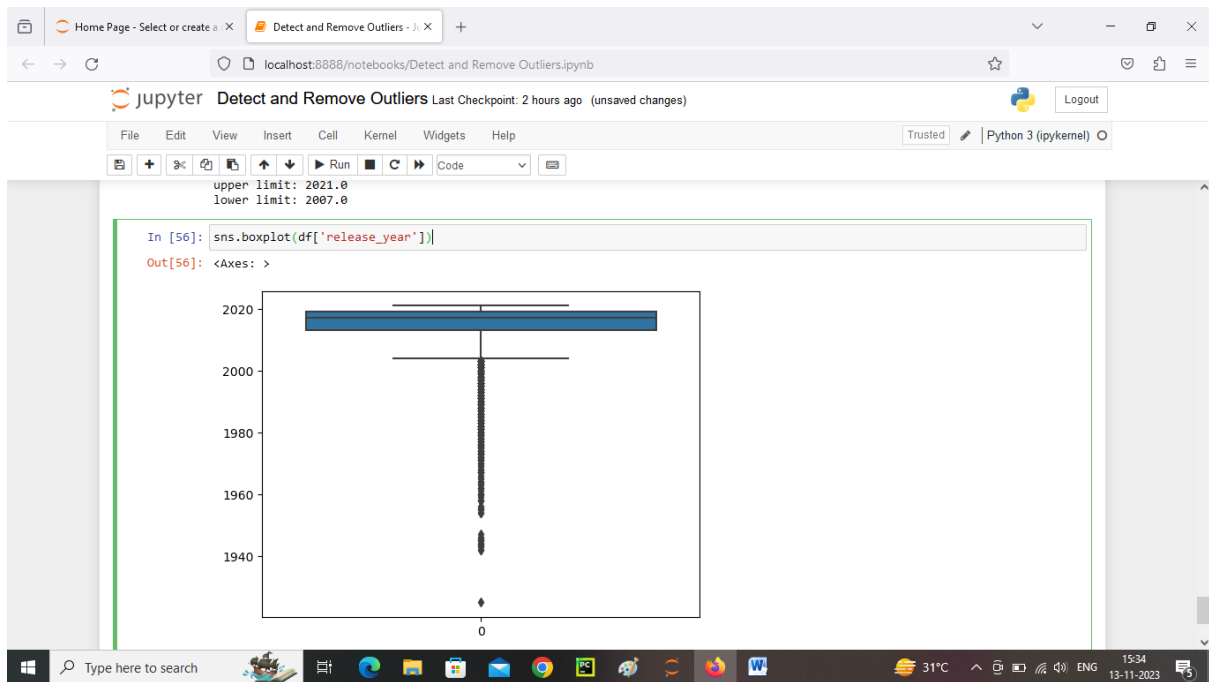 Home Page - Select or create a
Detect and Remove Outliers - Ju
localhost:8888/notebooks/Detect and Remove Outliers.ipynb
jupyter Detect and Remove Outliers Last Checkpoint: 2 hours ago (unsaved changes)
Logout
File Edit View Insert Cell Kernel Widgets Help
Trusted Python 3 (ipykernel)
Run Code
upper limit: 2021.0
lower limit: 2007.0
In [56]: sns.boxplot(df['release_year'])
Out[56]: <Axes: >
2020
2000
1980
1960
1940
0
Type here to search
PC
W
31°C
ENG
15:34
13-11-2023
5